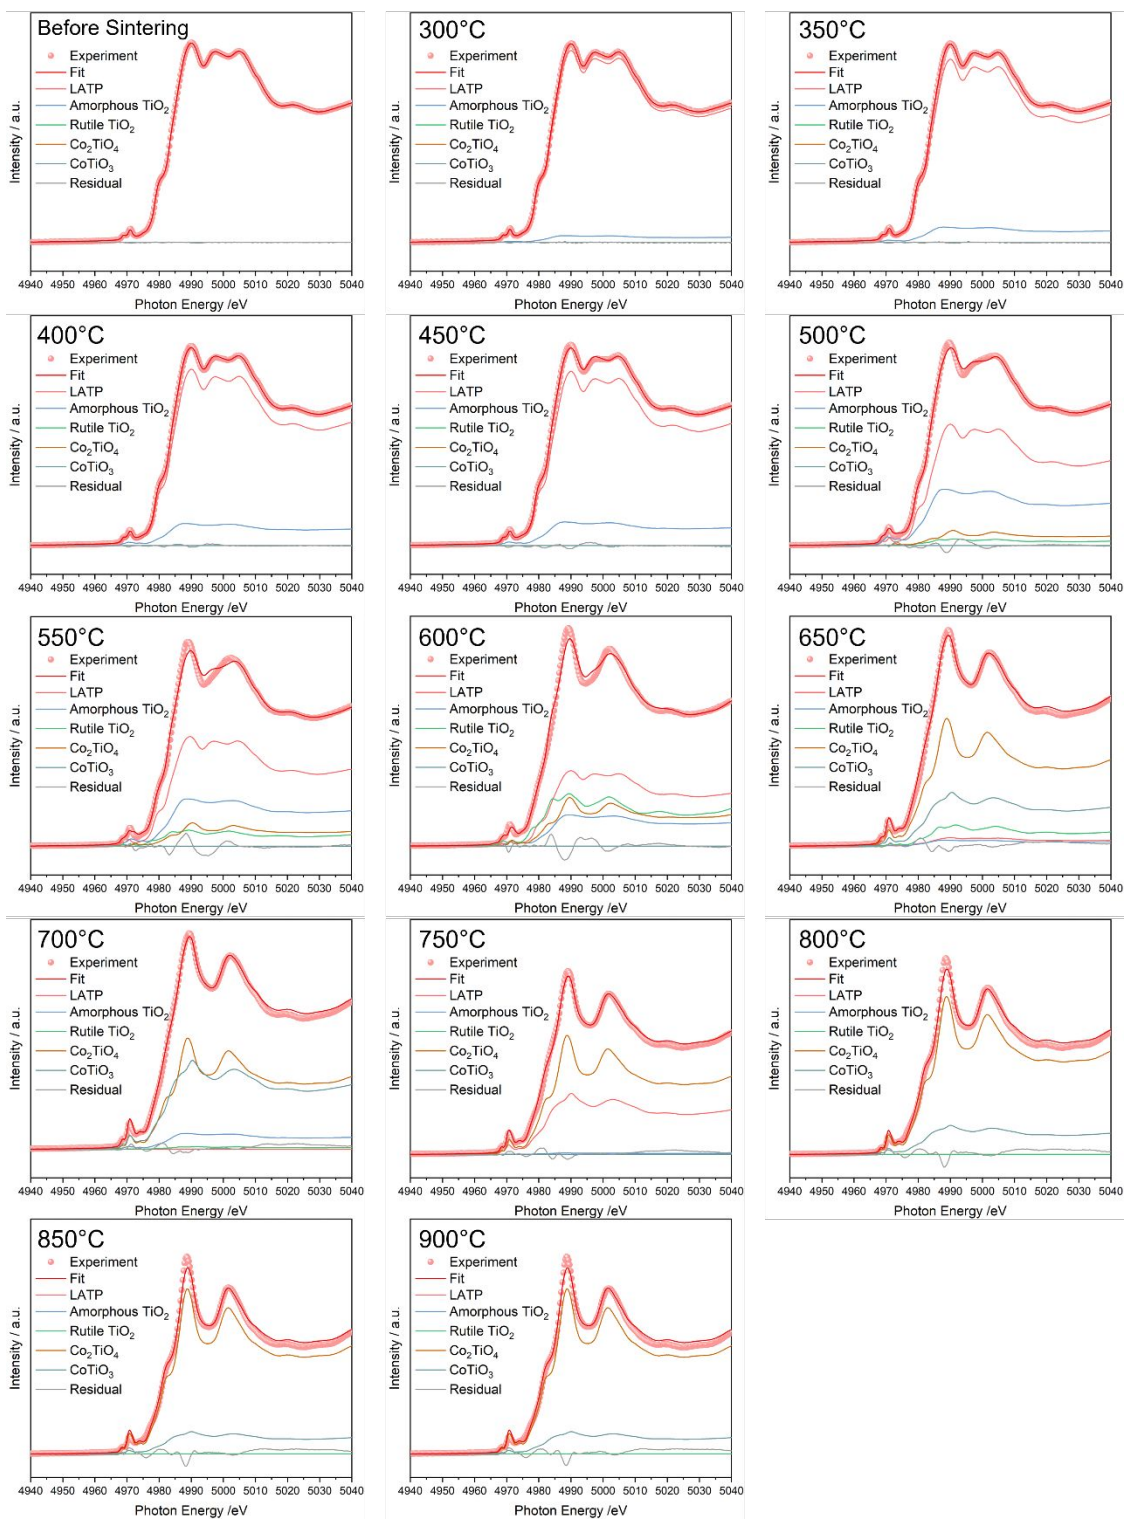 Before Sintering
Experiment
Fit
LATP
Amorphous TiO₂
Rutile TiO₂
Co₂TiO₄
CoTiO₃
Residual
Intensity / a.u.
4940 4950 4960 4970 4980 4990 5000 5010 5020 5030 5040
Photon Energy /eV
300°C
Experiment
Fit
LATP
Amorphous TiO₂
Rutile TiO₂
Co₂TiO₄
CoTiO₃
Residual
Intensity / a.u.
4940 4950 4960 4970 4980 4990 5000 5010 5020 5030 5040
Photon Energy /eV
350°C
Experiment
Fit
LATP
Amorphous TiO₂
Rutile TiO₂
Co₂TiO₄
CoTiO₃
Residual
Intensity / a.u.
4940 4950 4960 4970 4980 4990 5000 5010 5020 5030 5040
Photon Energy /eV
400°C
Experiment
Fit
LATP
Amorphous TiO₂
Rutile TiO₂
Co₂TiO₄
CoTiO₃
Residual
Intensity / a.u.
4940 4950 4960 4970 4980 4990 5000 5010 5020 5030 5040
Photon Energy /eV
450°C
Experiment
Fit
LATP
Amorphous TiO₂
Rutile TiO₂
Co₂TiO₄
CoTiO₃
Residual
Intensity / a.u.
4940 4950 4960 4970 4980 4990 5000 5010 5020 5030 5040
Photon Energy /eV
500°C
Experiment
Fit
LATP
Amorphous TiO₂
Rutile TiO₂
Co₂TiO₄
CoTiO₃
Residual
Intensity / a.u.
4940 4950 4960 4970 4980 4990 5000 5010 5020 5030 5040
Photon Energy /eV
550°C
Experiment
Fit
LATP
Amorphous TiO₂
Rutile TiO₂
Co₂TiO₄
CoTiO₃
Residual
Intensity / a.u.
4940 4950 4960 4970 4980 4990 5000 5010 5020 5030 5040
Photon Energy /eV
600°C
Experiment
Fit
LATP
Amorphous TiO₂
Rutile TiO₂
Co₂TiO₄
CoTiO₃
Residual
Intensity / a.u.
4940 4950 4960 4970 4980 4990 5000 5010 5020 5030 5040
Photon Energy /eV
650°C
Experiment
Fit
LATP
Amorphous TiO₂
Rutile TiO₂
Co₂TiO₄
CoTiO₃
Residual
Intensity / a.u.
4940 4950 4960 4970 4980 4990 5000 5010 5020 5030 5040
Photon Energy /eV
700°C
Experiment
Fit
LATP
Amorphous TiO₂
Rutile TiO₂
Co₂TiO₄
CoTiO₃
Residual
Intensity / a.u.
4940 4950 4960 4970 4980 4990 5000 5010 5020 5030 5040
Photon Energy /eV
750°C
Experiment
Fit
LATP
Amorphous TiO₂
Rutile TiO₂
Co₂TiO₄
CoTiO₃
Residual
Intensity / a.u.
4940 4950 4960 4970 4980 4990 5000 5010 5020 5030 5040
Photon Energy /eV
800°C
Experiment
Fit
LATP
Amorphous TiO₂
Rutile TiO₂
Co₂TiO₄
CoTiO₃
Residual
Intensity / a.u.
4940 4950 4960 4970 4980 4990 5000 5010 5020 5030 5040
Photon Energy /eV
850°C
Experiment
Fit
LATP
Amorphous TiO₂
Rutile TiO₂
Co₂TiO₄
CoTiO₃
Residual
Intensity / a.u.
4940 4950 4960 4970 4980 4990 5000 5010 5020 5030 5040
Photon Energy /eV
900°C
Experiment
Fit
LATP
Amorphous TiO₂
Rutile TiO₂
Co₂TiO₄
CoTiO₃
Residual
Intensity / a.u.
4940 4950 4960 4970 4980 4990 5000 5010 5020 5030 5040
Photon Energy /eV